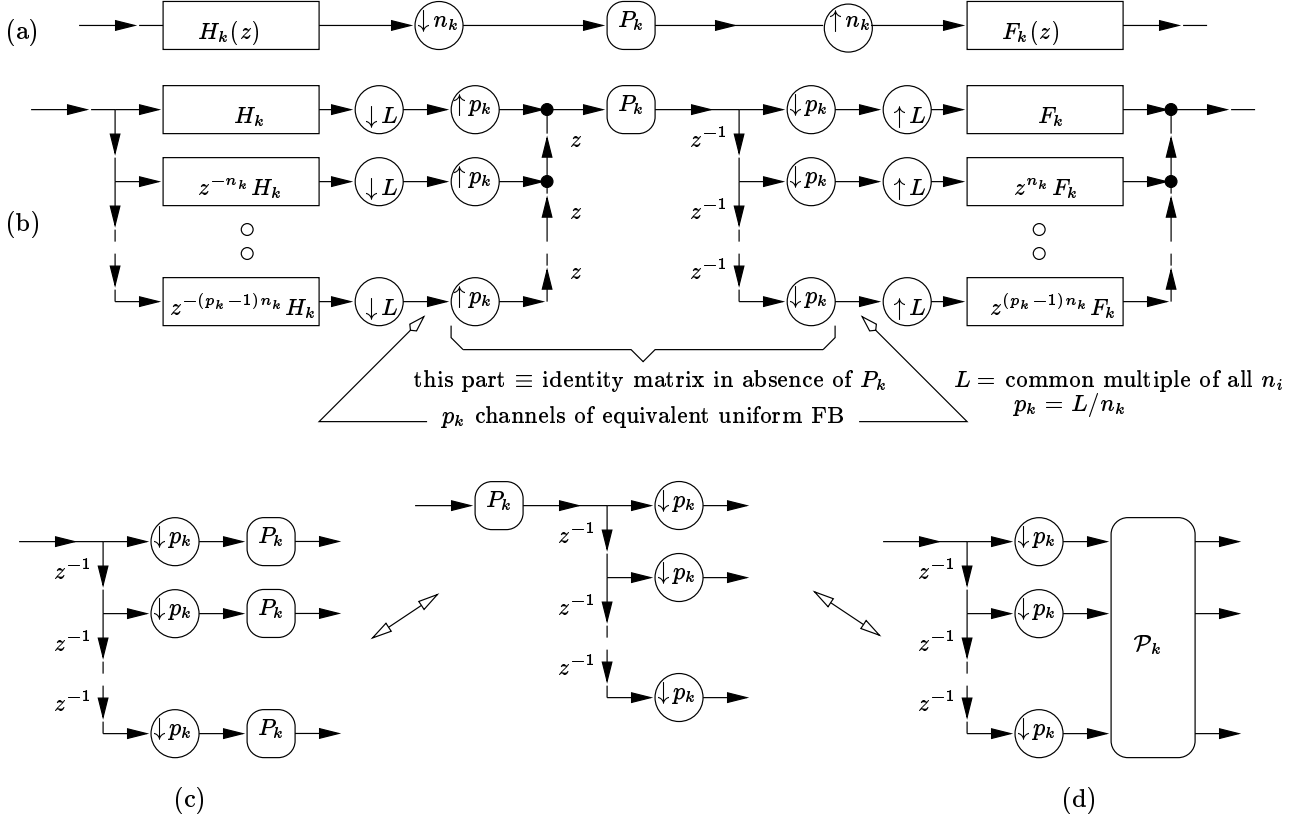 (a) H_k(z) ↓n_k P_k ↑n_k F_k(z)
(b)
H_k ↓L ↑p_k z P_k z^{-1} ↓p_k ↑L F_k
z^{-n_k} H_k ↓L ↑p_k z z^{-1} ↓p_k ↑L z^{n_k} F_k
z z^{-1}
z^{-(p_k-1)n_k} H_k ↓L ↑p_k ↓p_k ↑L z^{(p_k-1)n_k} F_k
this part ≡ identity matrix in absence of P_k
p_k channels of equivalent uniform FB
L = common multiple of all n_i
p_k = L/n_k
↓p_k P_k
z^{-1}
↓p_k P_k
z^{-1}
z^{-1}
↓p_k P_k
(c)
P_k ↓p_k
z^{-1}
↓p_k
z^{-1}
z^{-1}
↓p_k
↓p_k
z^{-1}
↓p_k
z^{-1}
𝒫_k
z^{-1}
↓p_k
(d)